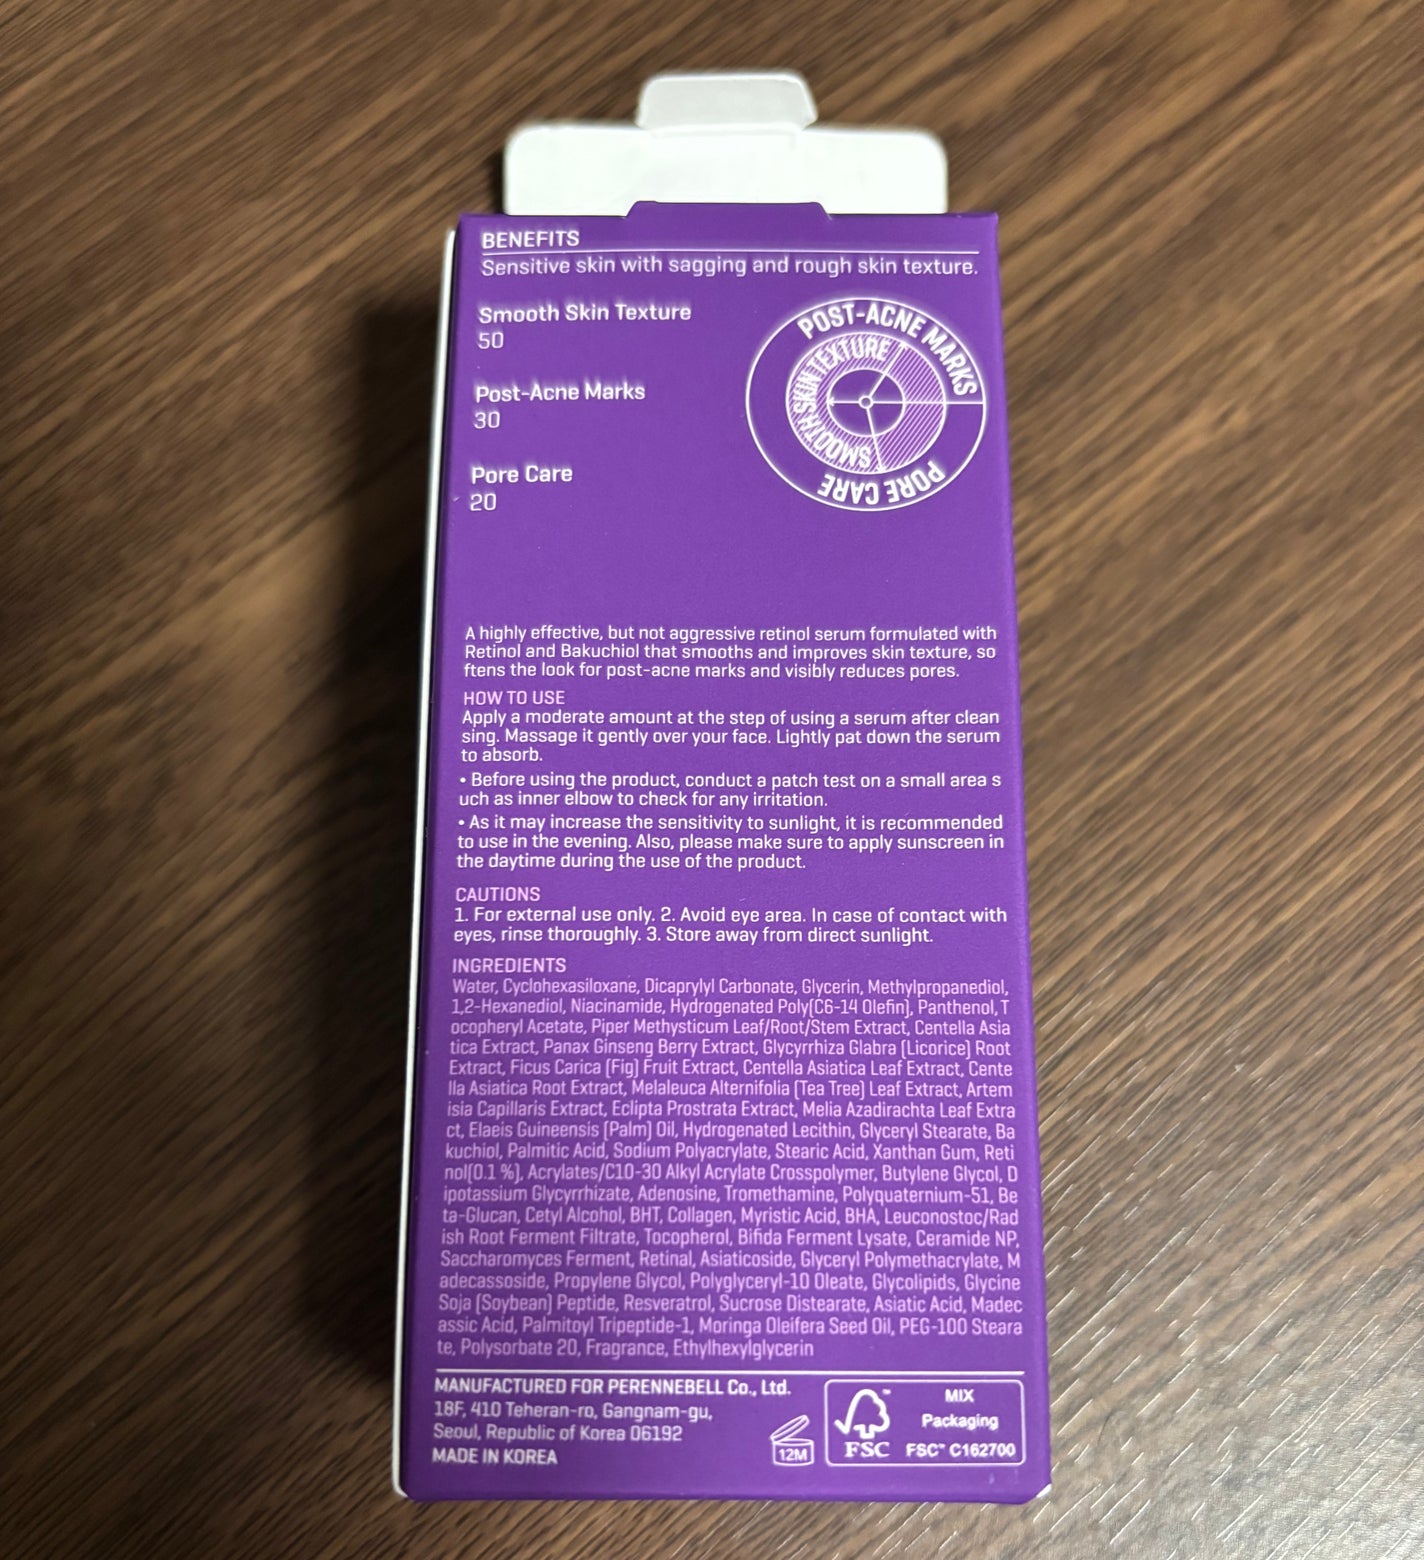 BENEFITS
Sensitive skin with sagging and rough skin texture.
Smooth Skin Texture
50
Post-Acne Marks
30
Pore Care
20
POST-ACNE MARKS
SMOOTH SKIN TEXTURE
PORE CARE
A highly effective, but not aggressive retinol serum formulated with
Retinol and Bakuchiol that smooths and improves skin texture, so
ftens the look for post-acne marks and visibly reduces pores.
HOW TO USE
Apply a moderate amount at the step of using a serum after clean
sing. Massage it gently over your face. Lightly pat down the serum
to absorb.
• Before using the product, conduct a patch test on a small area s
uch as inner elbow to check for any irritation.
• As it may increase the sensitivity to sunlight, it is recommended
to use in the evening. Also, please make sure to apply sunscreen in
the daytime during the use of the product.
CAUTIONS
1. For external use only. 2. Avoid eye area. In case of contact with
eyes, rinse thoroughly. 3. Store away from direct sunlight.
INGREDIENTS
Water, Cyclohexasiloxane, Dicaprylyl Carbonate, Glycerin, Methylpropanediol,
1,2-Hexanediol, Niacinamide, Hydrogenated Poly(C6-14 Olefin), Panthenol, T
ocopheryl Acetate, Piper Methysticum Leaf/Root/Stem Extract, Centella Asia
tica Extract, Panax Ginseng Berry Extract, Glycyrrhiza Glabra (Licorice) Root
Extract, Ficus Carica (Fig) Fruit Extract, Centella Asiatica Leaf Extract, Cente
lla Asiatica Root Extract, Melaleuca Alternifolia (Tea Tree) Leaf Extract, Artem
isia Capillaris Extract, Eclipta Prostrata Extract, Melia Azadirachta Leaf Extra
ct, Elaeis Guineensis (Palm) Oil, Hydrogenated Lecithin, Glyceryl Stearate, Ba
kuchiol, Palmitic Acid, Sodium Polyacrylate, Stearic Acid, Xanthan Gum, Reti
nol(0.1 %), Acrylates/C10-30 Alkyl Acrylate Crosspolymer, Butylene Glycol, D
ipotassium Glycyrrhizate, Adenosine, Tromethamine, Polyquaternium-51, Be
ta-Glucan, Cetyl Alcohol, BHT, Collagen, Myristic Acid, BHA, Leuconostoc/Rad
ish Root Ferment Filtrate, Tocopherol, Bifida Ferment Lysate, Ceramide NP,
Saccharomyces Ferment, Retinal, Asiaticoside, Glyceryl Polymethacrylate, M
adecassoside, Propylene Glycol, Polyglyceryl-10 Oleate, Glycolipids, Glycine
Soja (Soybean) Peptide, Resveratrol, Sucrose Distearate, Asiatic Acid, Madec
assic Acid, Palmitoyl Tripeptide-1, Moringa Oleifera Seed Oil, PEG-100 Steara
te, Polysorbate 20, Fragrance, Ethylhexylglycerin
MANUFACTURED FOR PERENNEBELL Co., Ltd.
18F, 410 Teheran-ro, Gangnam-gu,
Seoul, Republic of Korea 06192
MADE IN KOREA
12M
FSC
MIX
Packaging
FSC™ C162700